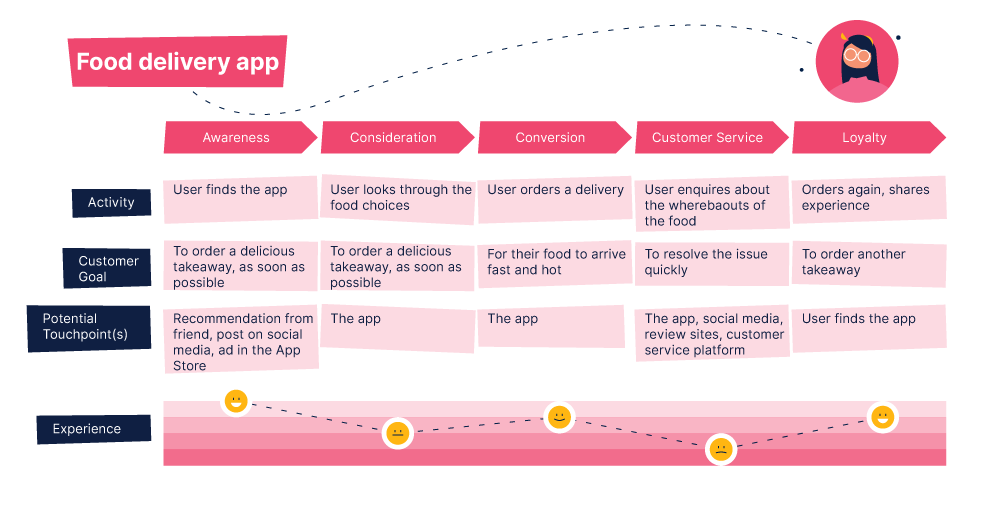 Food delivery app
Awareness
Consideration
Conversion
Customer Service
Loyalty
Activity
User finds the app
User looks through the
food choices
User orders a delivery
User enquires about
the wherebaouts of
the food
Orders again, shares
experience
Customer
Goal
To order a delicious
takeaway, as soon as
possible
To order a delicious
takeaway, as soon as
possible
For their food to arrive
fast and hot
To resolve the issue
quickly
To order another
takeaway
Potential
Touchpoint(s)
Recommendation from
friend, post on social
media, ad in the App
Store
The app
The app
The app, social media,
review sites, customer
service platform
User finds the app
Experience